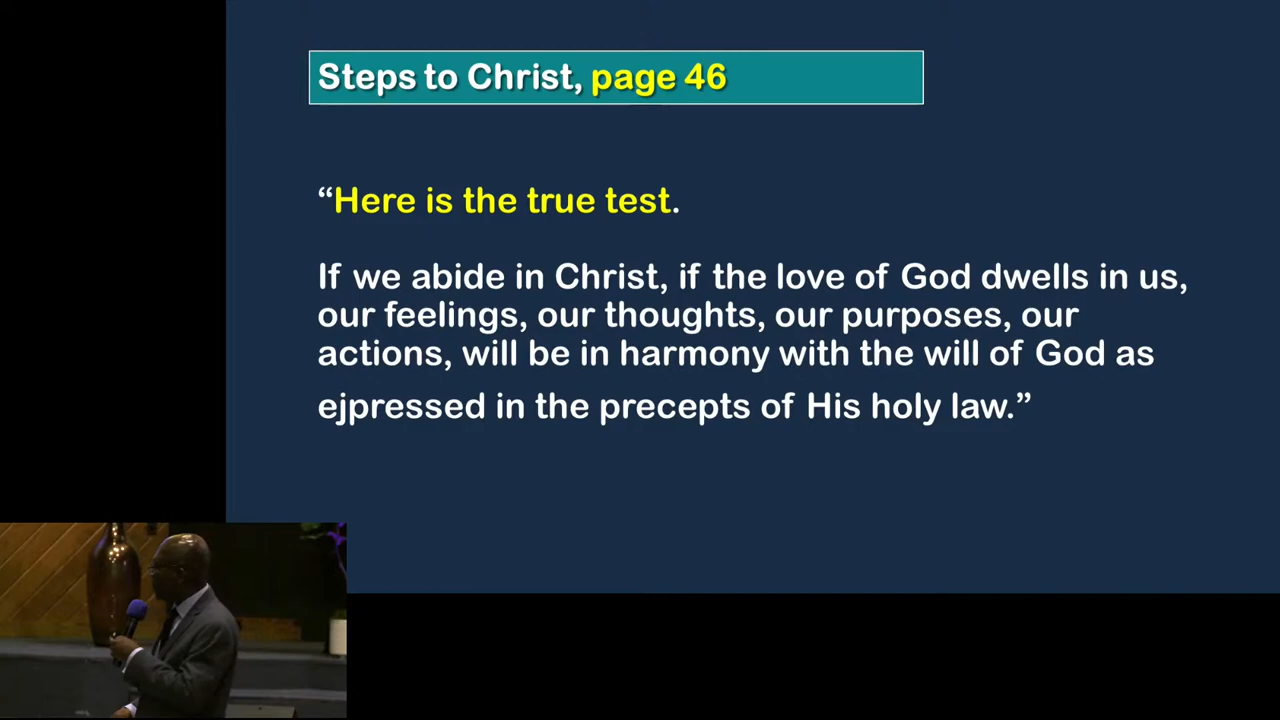 Steps to Christ, page 46
“Here is the true test.
If we abide in Christ, if the love of God dwells in us,
our feelings, our thoughts, our purposes, our
actions, will be in harmony with the will of God as
ejpressed in the precepts of His holy law.”